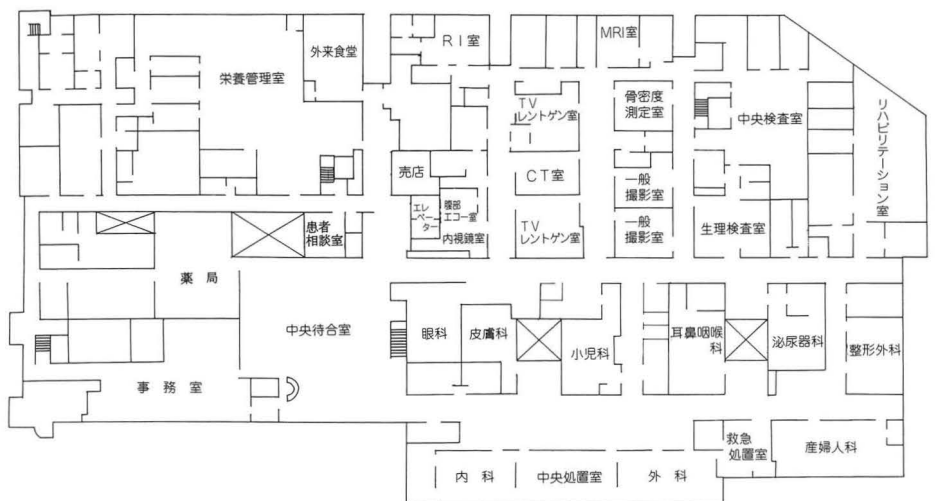 外来食堂
栄養管理室
RI室
MRI室
TV
レントゲン室
骨密度
測定室
中央検査室
リハビリテーション室
売店
CT室
一般
撮影室
エレ
ベー
ター
腹部
エコー室
内視鏡室
TV
レントゲン室
一般
撮影室
生理検査室
患者
相談室
薬局
中央待合室
眼科
皮膚科
小児科
耳鼻咽喉
科
泌尿器科
整形外科
事務室
救急
処置室
産婦人科
内科
中央処置室
外科